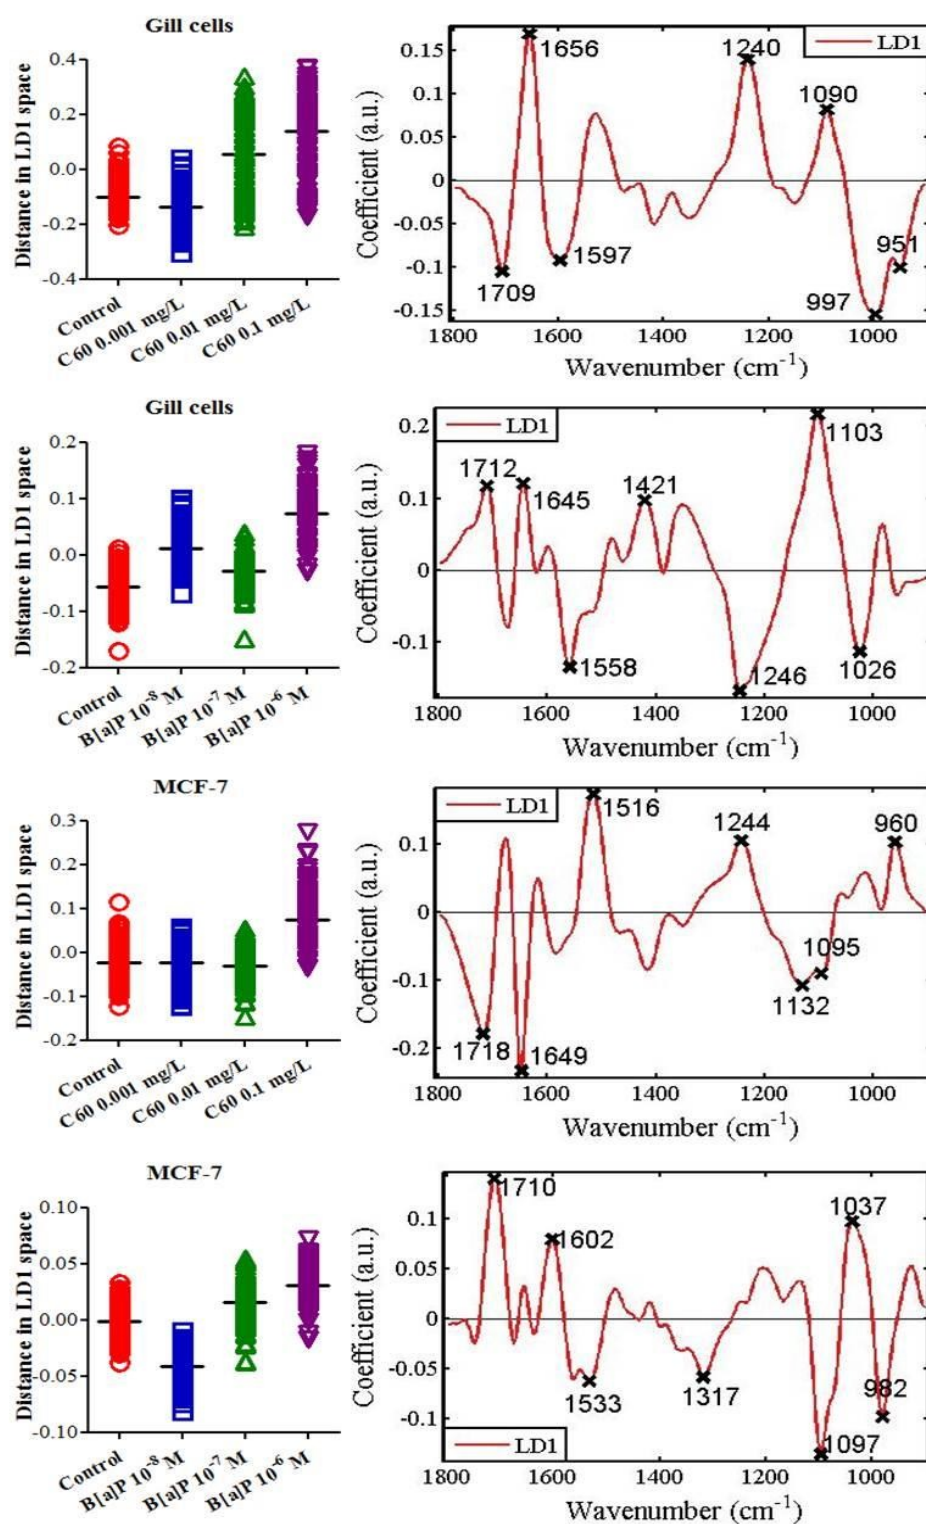 Gill cells
Distance in LD1 space
0.4
0.2
0.0
-0.2
-0.4
Control
C60 0.001 mg/L
C60 0.01 mg/L
C60 0.1 mg/L
Coefficient (a.u.)
0.15
0.1
0.05
0
-0.05
-0.1
-0.15
LD1
1656
1240
1090
1597
1709
997
951
1800
1600
1400
1200
1000
Wavenumber (cm-1)
Gill cells
Distance in LD1 space
0.2
0.1
0.0
-0.1
-0.2
Control
B[a]P 10-8 M
B[a]P 10-7 M
B[a]P 10-6 M
Coefficient (a.u.)
0.2
0.1
0
-0.1
LD1
1103
1712
1645
1421
1558
1246
1026
1800
1600
1400
1200
1000
Wavenumber (cm-1)
MCF-7
Distance in LD1 space
0.3
0.2
0.1
0.0
-0.1
-0.2
Control
C60 0.001 mg/L
C60 0.01 mg/L
C60 0.1 mg/L
Coefficient (a.u.)
0.1
0
-0.1
-0.2
LD1
1516
1244
960
1095
1132
1718
1649
1800
1600
1400
1200
1000
Wavenumber (cm-1)
MCF-7
Distance in LD1 space
0.10
0.05
0.00
-0.05
-0.10
Control
B[a]P 10-8 M
B[a]P 10-7 M
B[a]P 10-6 M
Coefficient (a.u.)
0.1
0.05
0
-0.05
-0.1
1710
1037
1602
1533
1317
982
1097
LD1
1800
1600
1400
1200
1000
Wavenumber (cm-1)